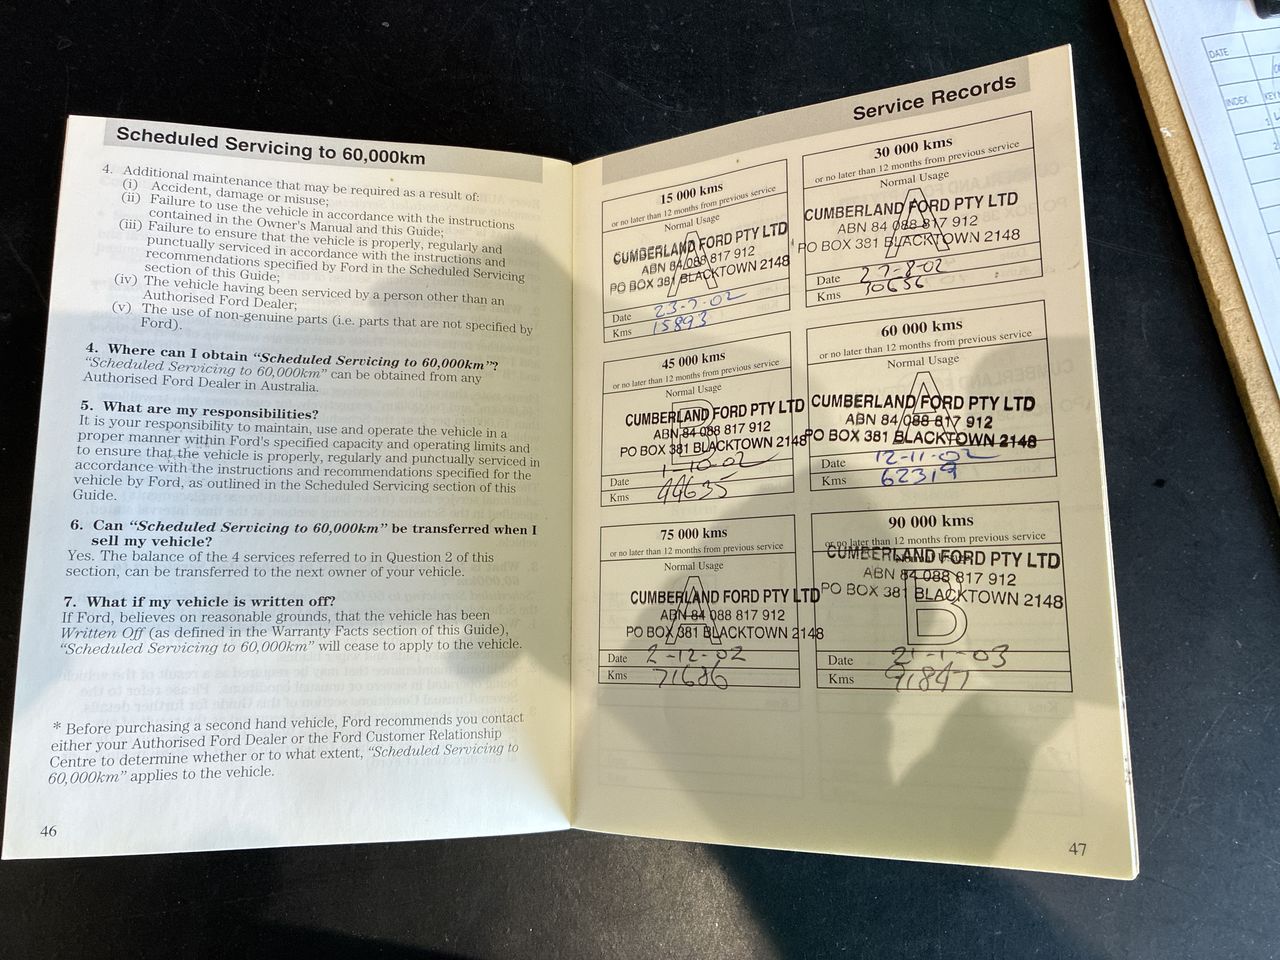 Scheduled Servicing to 60,000km
4. Additional maintenance that may be required as a result of:
(i) Accident, damage or misuse;
(ii) Failure to use the vehicle in accordance with the instructions
contained in the Owner's Manual and this Guide;
(iii) Failure to ensure that the vehicle is properly, regularly and
punctually serviced in accordance with the instructions and
recommendations specified by Ford in the Scheduled Servicing
section of this Guide;
(iv) The vehicle having been serviced by a person other than an
Authorised Ford Dealer;
(v) The use of non-genuine parts (i.e. parts that are not specified by
Ford).
4. Where can I obtain "Scheduled Servicing to 60,000km"?
"Scheduled Servicing to 60,000km" can be obtained from any
Authorised Ford Dealer in Australia.
5. What are my responsibilities?
It is your responsibility to maintain, use and operate the vehicle in a
proper manner within Ford's specified capacity and operating limits and
to ensure that the vehicle is properly, regularly and punctually serviced in
accordance with the instructions and recommendations specified for the
vehicle by Ford, as outlined in the Scheduled Servicing section of this
Guide.
6. Can "Scheduled Servicing to 60,000km" be transferred when I
sell my vehicle?
Yes. The balance of the 4 services referred to in Question 2 of this
section, can be transferred to the next owner of your vehicle.
7. What if my vehicle is written off?
If Ford, believes on reasonable grounds, that the vehicle has been
Written Off (as defined in the Warranty Facts section of this Guide),
"Scheduled Servicing to 60,000km" will cease to apply to the vehicle.
* Before purchasing a second hand vehicle, Ford recommends you contact
either your Authorised Ford Dealer or the Ford Customer Relationship
Centre to determine whether or to what extent, "Scheduled Servicing to
60,000km" applies to the vehicle.
46
Service Records
15 000 kms
or no later than 12 months from previous service
Normal Usage
A
CUMBERLAND FORD PTY LTD
ABN 84 088 817 912
PO BOX 381 BLACKTOWN 2148
Date 23-7-02
Kms 15893
30 000 kms
or no later than 12 months from previous service
Normal Usage
A
CUMBERLAND FORD PTY LTD
ABN 84 088 817 912
PO BOX 381 BLACKTOWN 2148
Date 27-8-02
Kms 30656
45 000 kms
or no later than 12 months from previous service
Normal Usage
B
CUMBERLAND FORD PTY LTD
ABN 84 088 817 912
PO BOX 381 BLACKTOWN 2148
Date 1-10-02
Kms 44635
60 000 kms
or no later than 12 months from previous service
Normal Usage
A
CUMBERLAND FORD PTY LTD
ABN 84 088 817 912
PO BOX 381 BLACKTOWN 2148
Date 12-11-02
Kms 62319
75 000 kms
or no later than 12 months from previous service
Normal Usage
A
CUMBERLAND FORD PTY LTD
ABN 84 088 817 912
PO BOX 381 BLACKTOWN 2148
Date 2-12-02
Kms 71686
90 000 kms
or no later than 12 months from previous service
CUMBERLAND FORD PTY LTD
ABN 84 088 817 912
PO BOX 381 BLACKTOWN 2148
B
Date 21-1-03
Kms 91847
47
DATE
INDEX
1
2